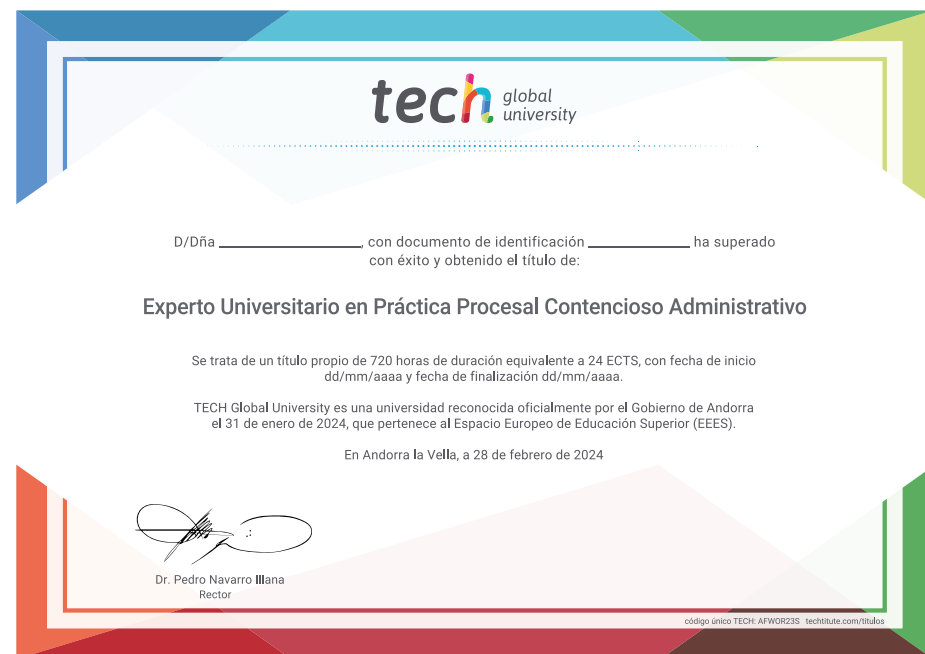 tech global
university
D/Dña ______________, con documento de identificación __________ ha superado
con éxito y obtenido el título de:
Experto Universitario en Práctica Procesal Contencioso Administrativo
Se trata de un título propio de 720 horas de duración equivalente a 24 ECTS, con fecha de inicio
dd/mm/aaaa y fecha de finalización dd/mm/aaaa.
TECH Global University es una universidad reconocida oficialmente por el Gobierno de Andorra
el 31 de enero de 2024, que pertenece al Espacio Europeo de Educación Superior (EEES).
En Andorra la Vella, a 28 de febrero de 2024
Dr. Pedro Navarro Illana
Rector
código único TECH: AFWOR23S techtitute.com/titulos